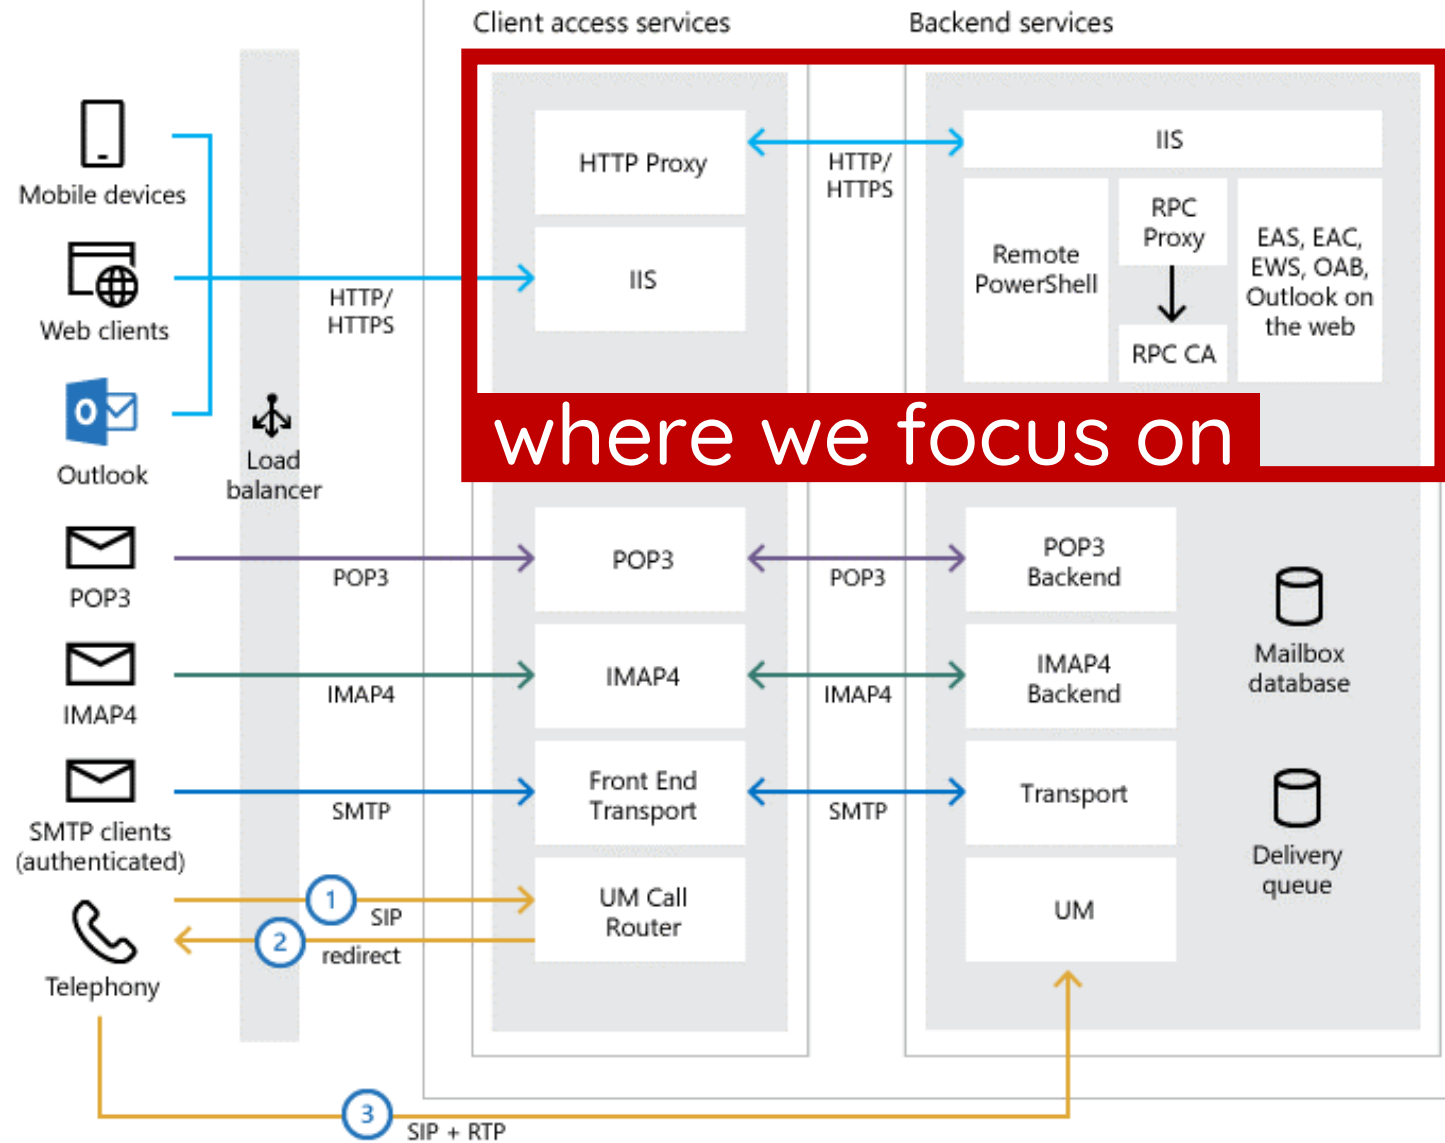 Client access services
Backend services
Mobile devices
Web clients
Outlook
HTTP/
HTTPS
Load
balancer
HTTP Proxy
IIS
HTTP/
HTTPS
IIS
Remote
PowerShell
RPC
Proxy
RPC CA
EAS, EAC,
EWS, OAB,
Outlook on
the web
where we focus on
POP3
POP3
POP3
POP3
POP3
Backend
IMAP4
IMAP4
IMAP4
IMAP4
IMAP4
Backend
Mailbox
database
SMTP clients
(authenticated)
SMTP
Front End
Transport
SMTP
Transport
Delivery
queue
Telephony
1
SIP
2
redirect
UM Call
Router
UM
3
SIP + RTP